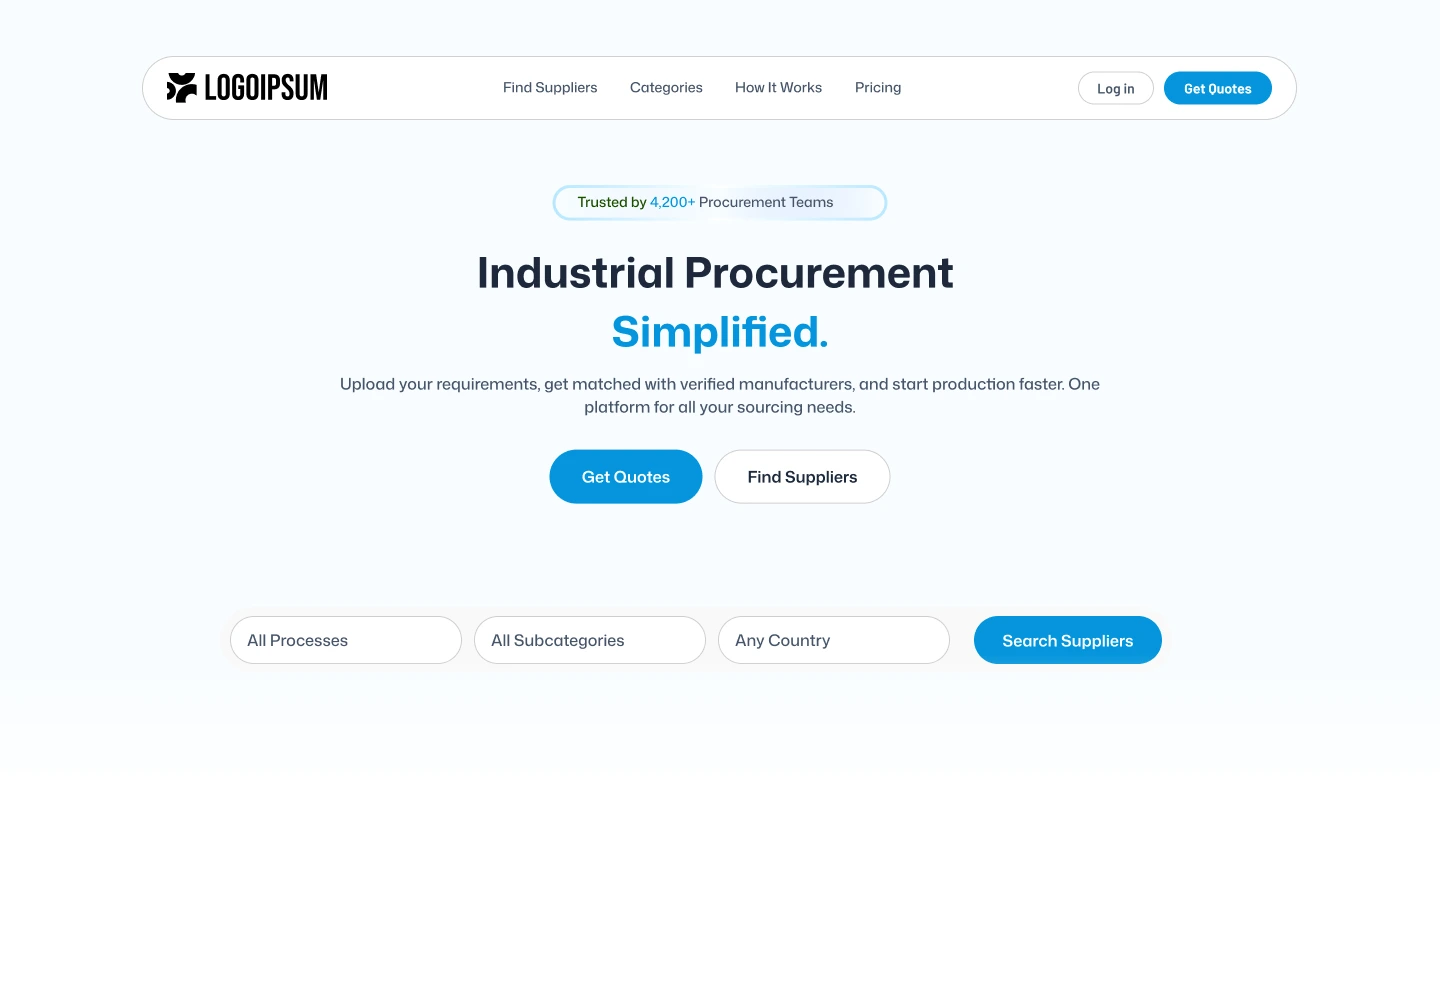 LOGOIPSUM
Find Suppliers
Categories
How It Works
Pricing
Log in
Get Quotes
Trusted by 4,200+ Procurement Teams
Industrial Procurement
Simplified.
Upload your requirements, get matched with verified manufacturers, and start production faster. One
platform for all your sourcing needs.
Get Quotes
Find Suppliers
All Processes
All Subcategories
Any Country
Search Suppliers